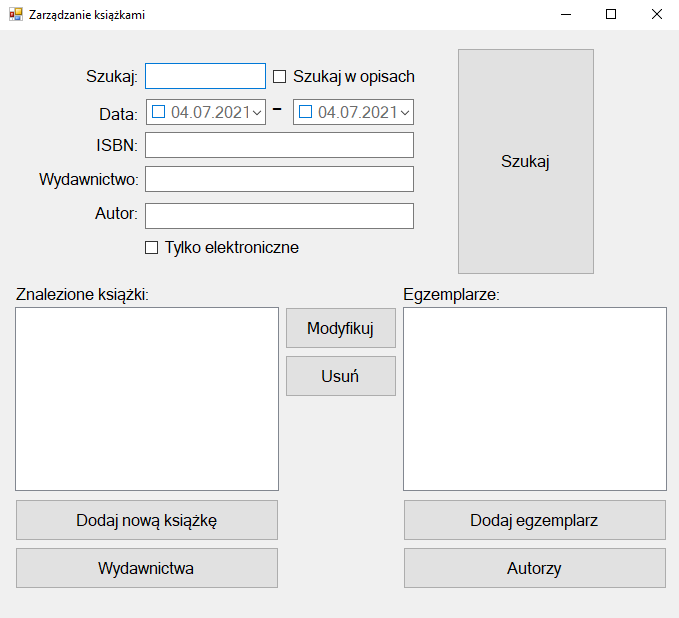 Zarządzanie książkami
Szukaj:
Szukaj w opisach
Data:
04.07.2021
-
04.07.2021
ISBN:
Wydawnictwo:
Autor:
Tylko elektroniczne
Szukaj
Znalezione książki:
Egzemplarze:
Modyfikuj
Usuń
Dodaj nową książkę
Dodaj egzemplarz
Wydawnictwa
Autorzy